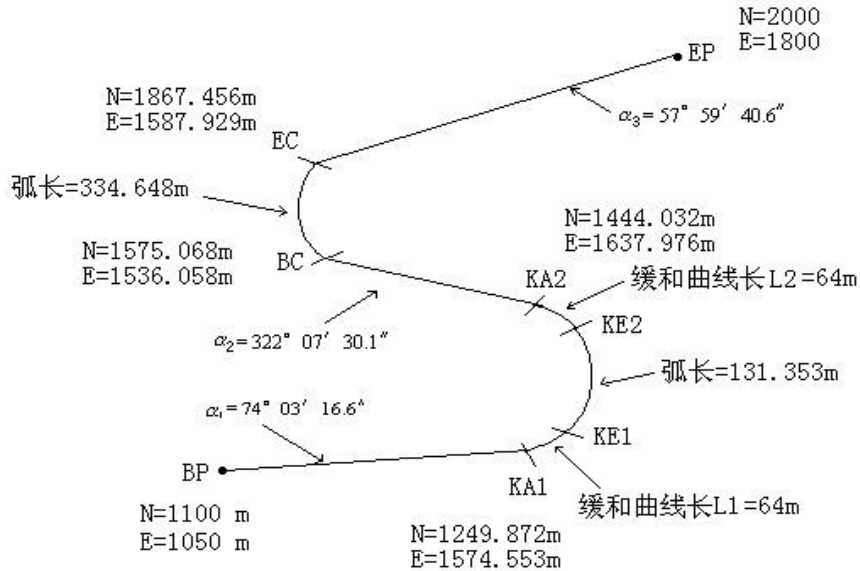 N=2000
E=1800
EP
N=1867.456m
E=1587.929m
EC
α₃=57° 59′ 40.6″
弧长=334.648m
N=1575.068m
E=1536.058m
BC
N=1444.032m
E=1637.976m
KA2
缓和曲线长L2=64m
KE2
α₂=322° 07′ 30.1″
弧长=131.353m
α₁=74° 03′ 16.6″
KE1
BP
KA1
缓和曲线长L1=64m
N=1100 m
E=1050 m
N=1249.872m
E=1574.553m